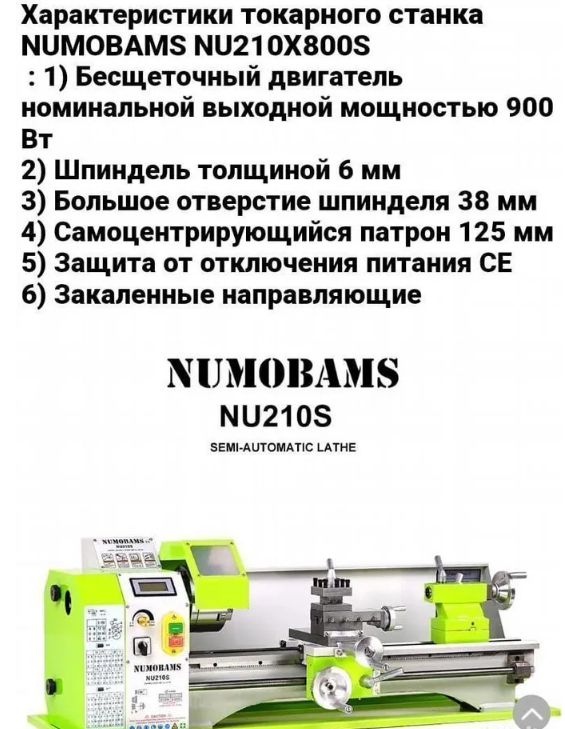 Характеристики токарного станка
NUMOBAMS NU210X800S
: 1) Бесщеточный двигатель
номинальной выходной мощностью 900
Вт
2) Шпиндель толщиной 6 мм
3) Большое отверстие шпинделя 38 мм
4) Самоцентрирующийся патрон 125 мм
5) Защита от отключения питания CE
6) Закаленные направляющие
NUMOBAMS
NU210S
SEMI-AUTOMATIC LATHE
NUMOBAMS
NUMOBAMS
NU210S